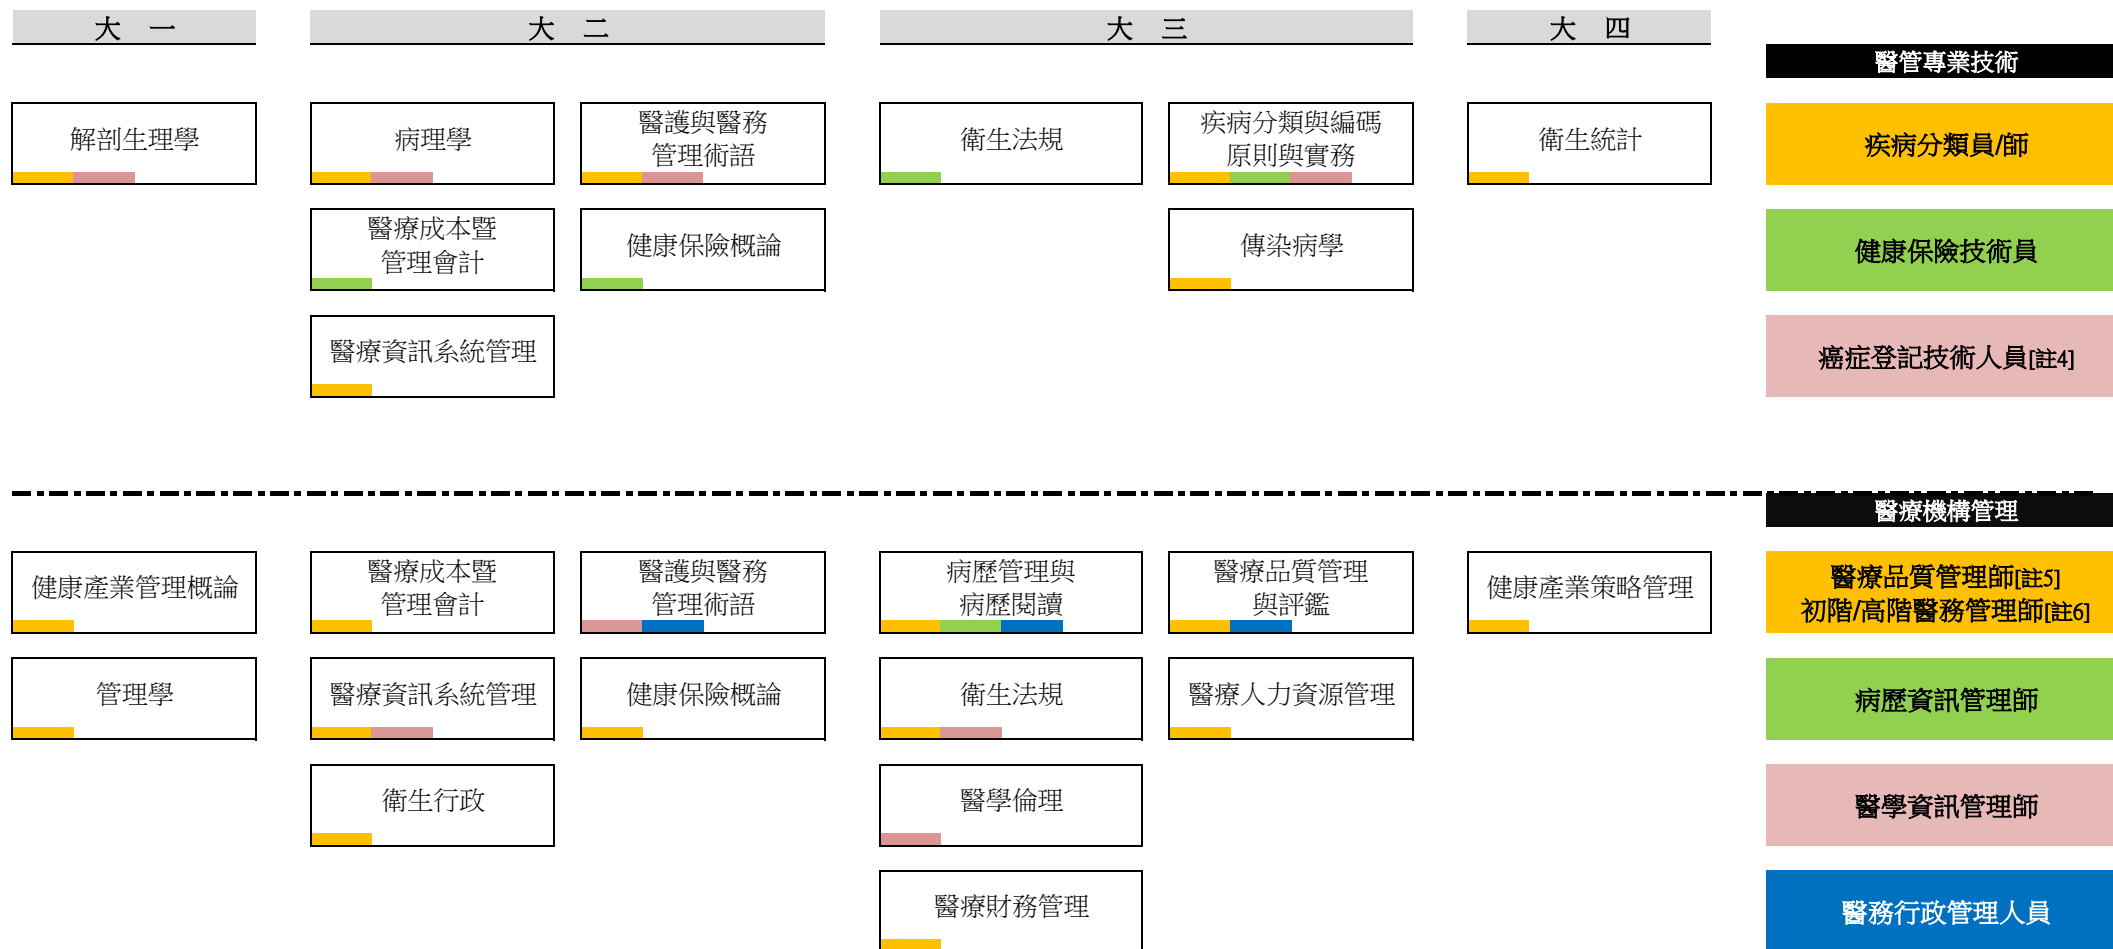 大 一
大 二
大 三
大 四
醫管專業技術
解剖生理學
病理學
醫護與醫務
管理術語
衛生法規
疾病分類與編碼
原則與實務
衛生統計
疾病分類員/師
醫療成本暨
管理會計
健康保險概論
傳染病學
健康保險技術員
醫療資訊系統管理
癌症登記技術人員[註4]
醫療機構管理
健康產業管理概論
醫療成本暨
管理會計
醫護與醫務
管理術語
病歷管理與
病歷閱讀
醫療品質管理
與評鑑
健康產業策略管理
醫療品質管理師[註5]
初階/高階醫務管理師[註6]
管理學
醫療資訊系統管理
健康保險概論
衛生法規
醫療人力資源管理
病歷資訊管理師
衛生行政
醫學倫理
醫學資訊管理師
醫療財務管理
醫務行政管理人員